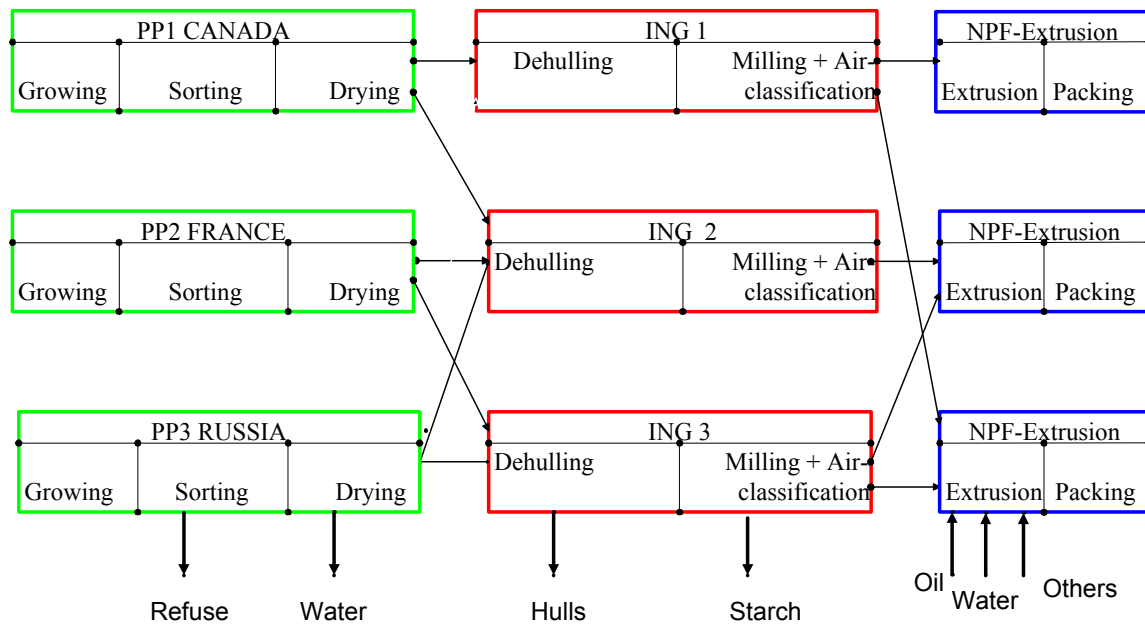 PP1 CANADA
Growing
Sorting
Drying
ING 1
Dehulling
Milling + Air-
classification
NPF-Extrusion
Extrusion
Packing
PP2 FRANCE
Growing
Sorting
Drying
ING 2
Dehulling
Milling + Air-
classification
NPF-Extrusion
Extrusion
Packing
PP3 RUSSIA
Growing
Sorting
Drying
ING 3
Dehulling
Milling + Air-
classification
NPF-Extrusion
Extrusion
Packing
Refuse
Water
Hulls
Starch
Oil
Water
Others